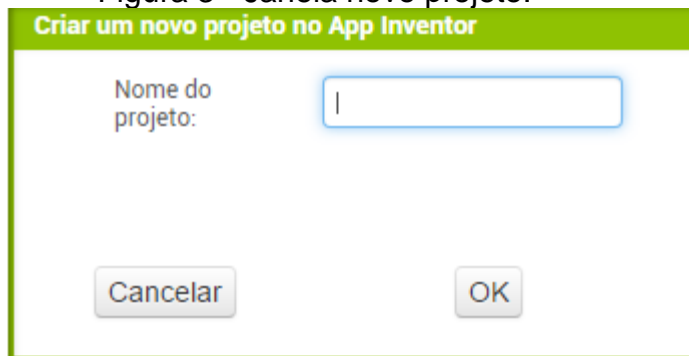 Criar um novo projeto no App Inventor
Nome do
projeto:
Cancelar
OK